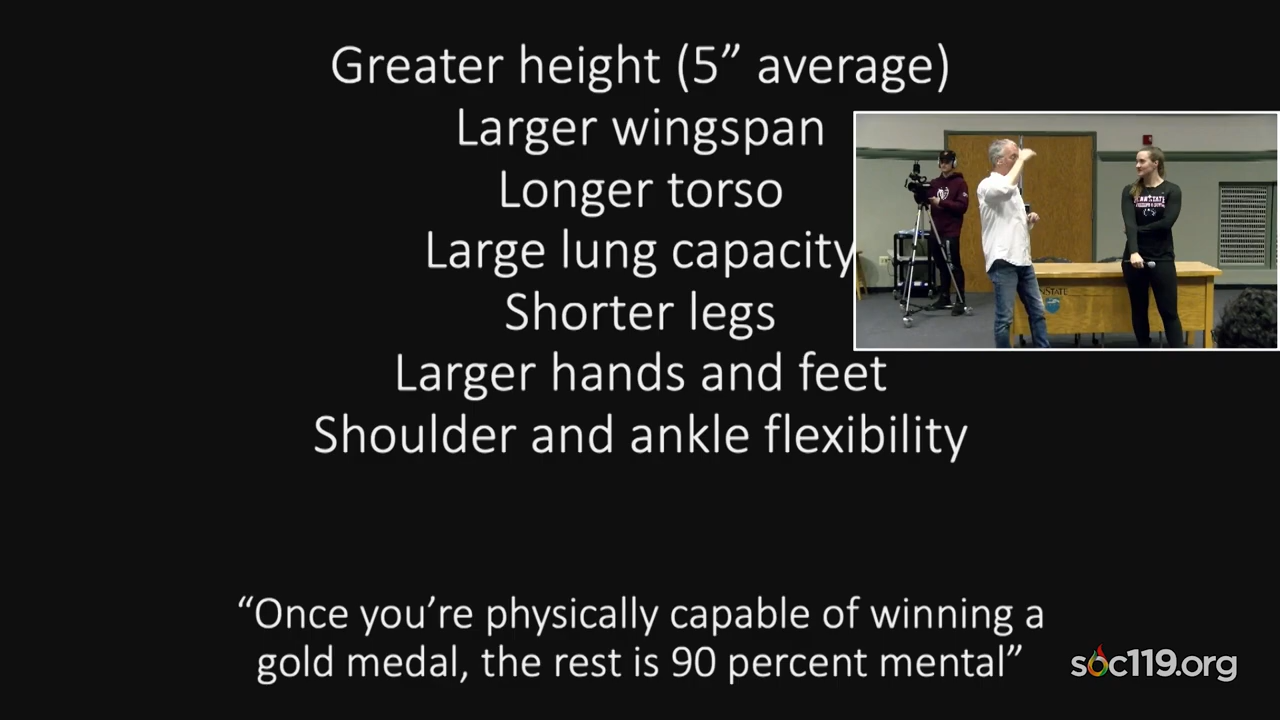 Greater height (5” average)
Larger wingspan
Longer torso
Large lung capacity
Shorter legs
Larger hands and feet
Shoulder and ankle flexibility
“Once you’re physically capable of winning a
gold medal, the rest is 90 percent mental”
soc119.org